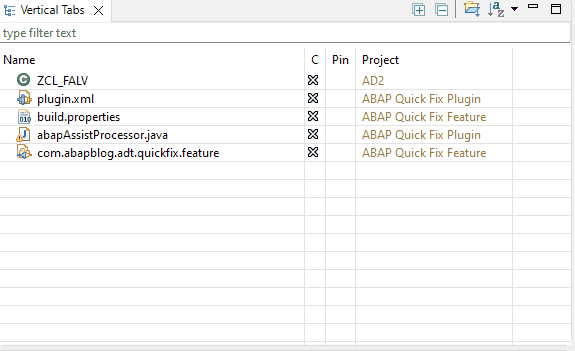 Vertical Tabs
type filter text
Name C Pin Project
ZCL_FALV AD2
plugin.xml ABAP Quick Fix Plugin
build.properties ABAP Quick Fix Feature
abapAssistProcessor.java ABAP Quick Fix Plugin
com.abapblog.adt.quickfix.feature ABAP Quick Fix Feature